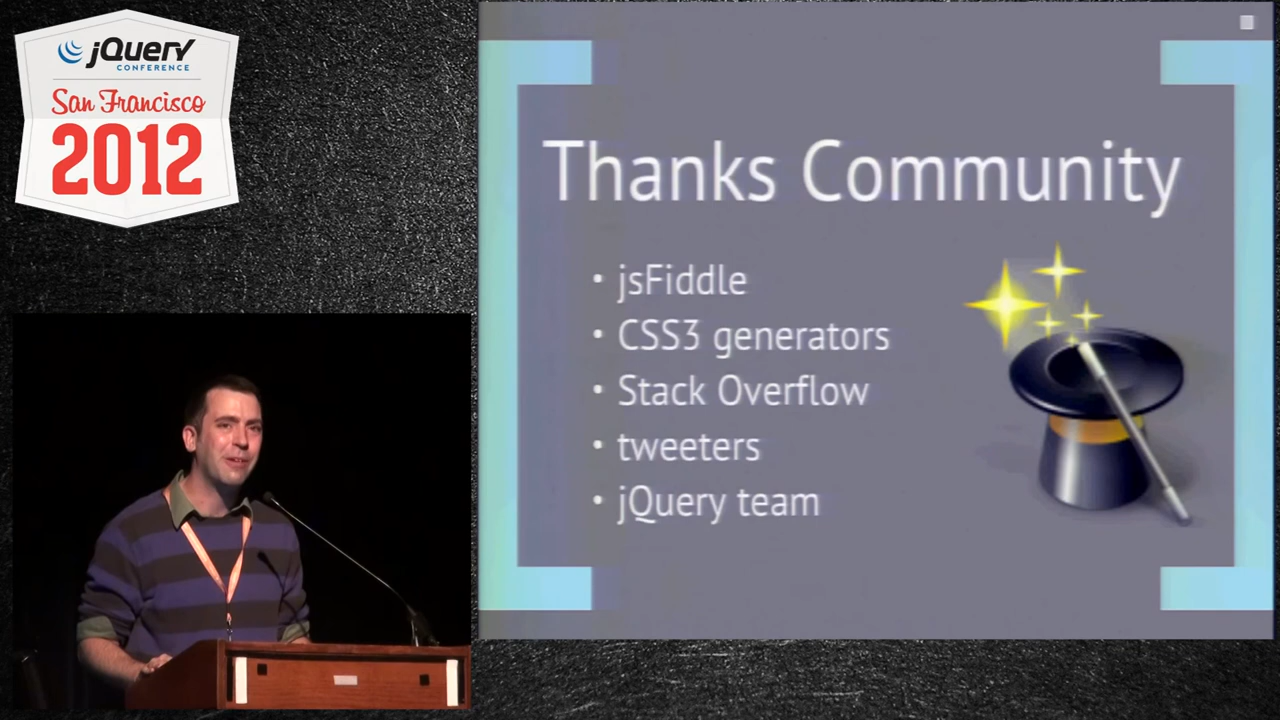 jQuery
CONFERENCE
San Francisco
2012
Thanks Community
• jsFiddle
• CSS3 generators
• Stack Overflow
• tweeters
• jQuery team